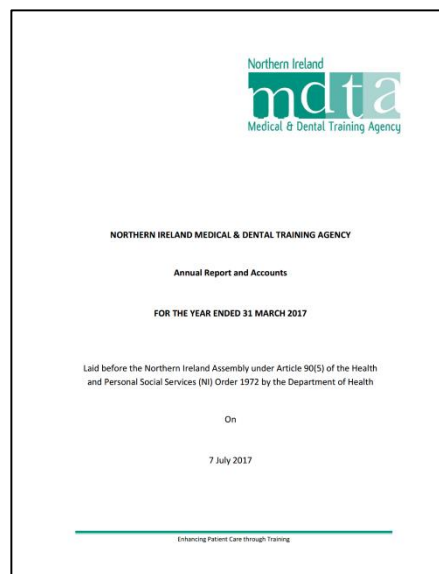 Northern Ireland
mdta
Medical & Dental Training Agency
NORTHERN IRELAND MEDICAL & DENTAL TRAINING AGENCY
Annual Report and Accounts
FOR THE YEAR ENDED 31 MARCH 2017
Laid before the Northern Ireland Assembly under Article 90(5) of the Health
and Personal Social Services (NI) Order 1972 by the Department of Health
On
7 July 2017
Enhancing Patient Care through Training